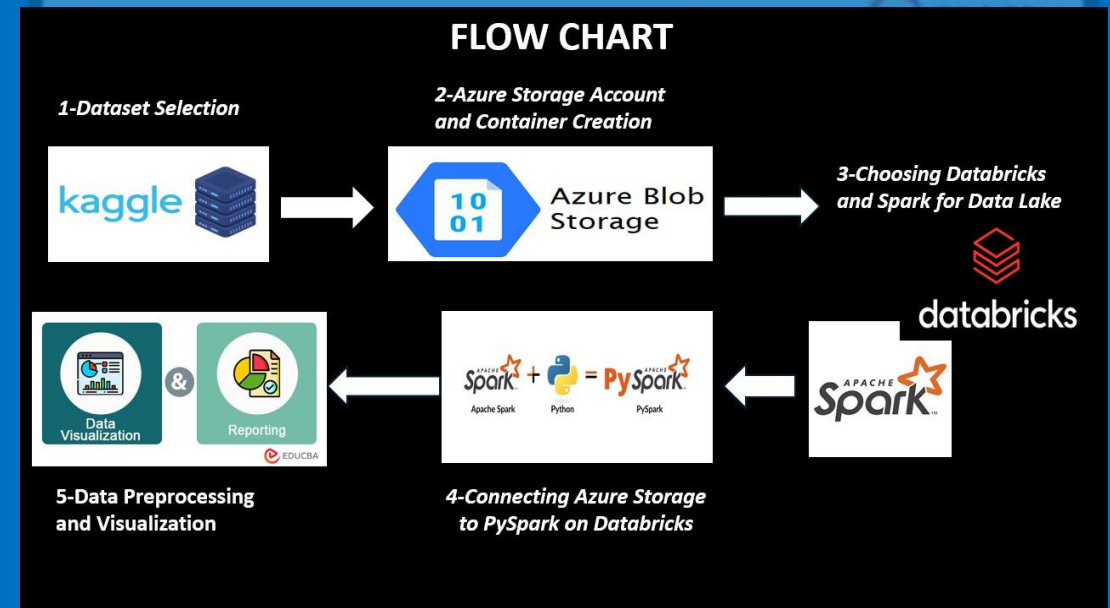 FLOW CHART
1-Dataset Selection
2-Azure Storage Account
and Container Creation
kaggle
10
01
Azure Blob
Storage
3-Choosing Databricks
and Spark for Data Lake
databricks
APACHE
Spark™
APACHE
Spark
+
=
APACHE
PySpark
Apache Spark
Python
PySpark
4-Connecting Azure Storage
to PySpark on Databricks
Data
Visualization
&
Reporting
EDUCBA
5-Data Preprocessing
and Visualization